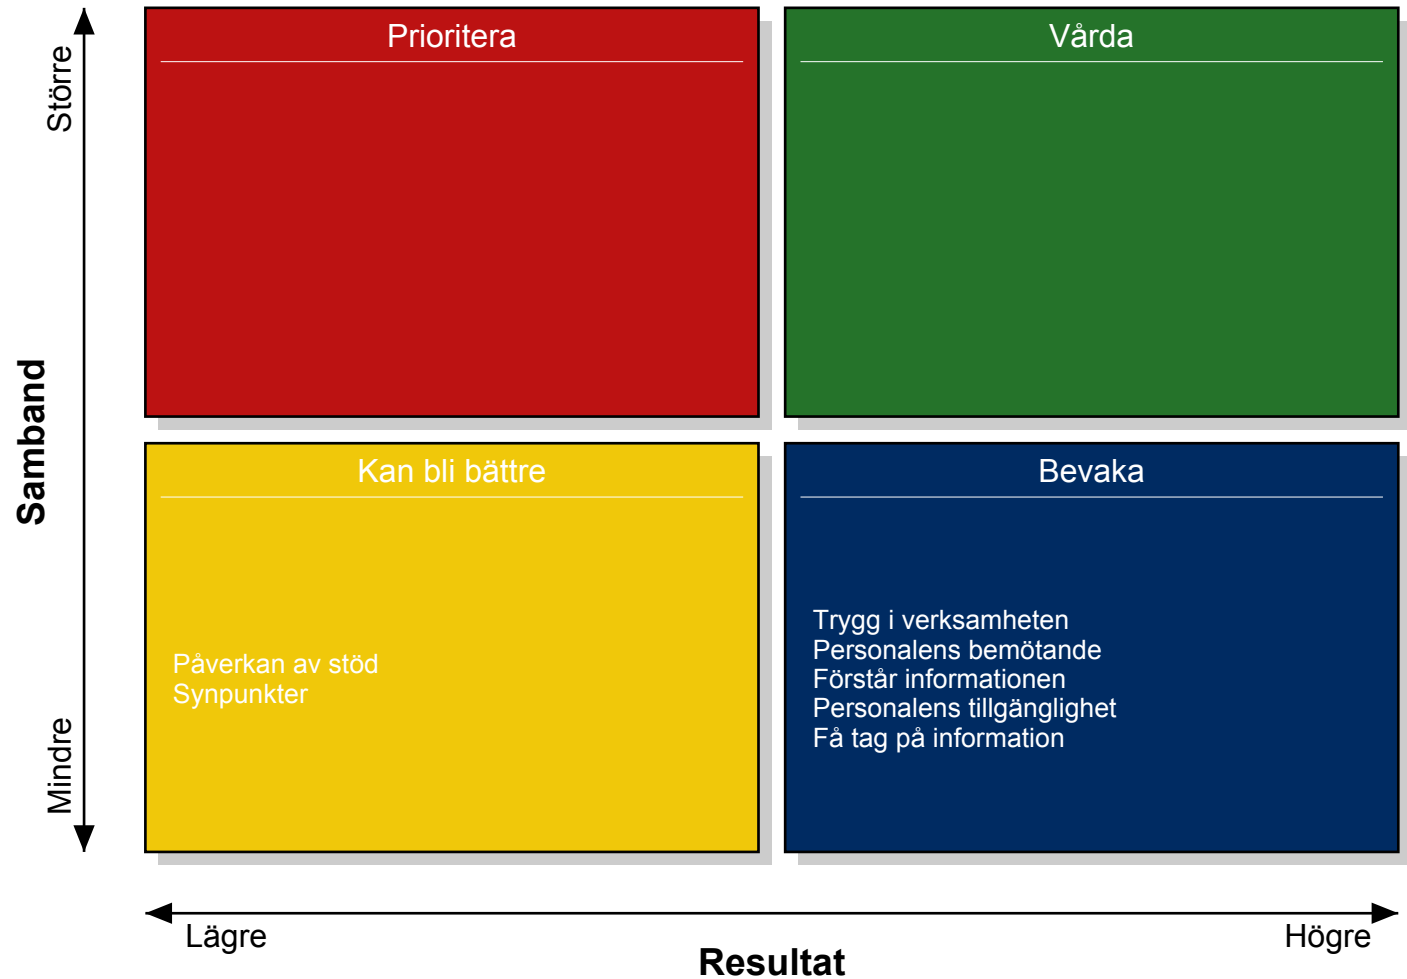 Större
Samband
Mindre
Prioritera
Vårda
Kan bli bättre
Påverkan av stöd
Synpunkter
Bevaka
Trygg i verksamheten
Personalens bemötande
Förstår informationen
Personalens tillgänglighet
Få tag på information
Lägre
Resultat
Högre